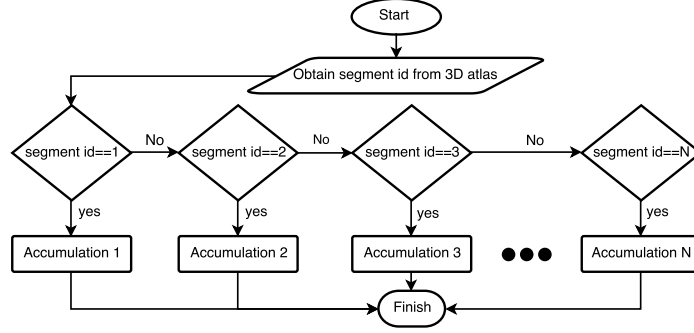 Start
Obtain segment id from 3D atlas
segment id==1
No
segment id==2
No
segment id==3
No
segment id==N
yes
yes
yes
yes
Accumulation 1
Accumulation 2
Accumulation 3
Accumulation N
Finish